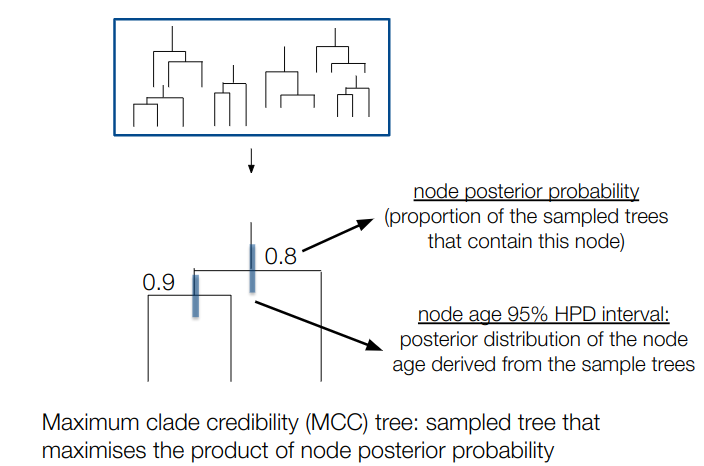 node posterior probability
(proportion of the sampled trees
that contain this node)
0.8
0.9
node age 95% HPD interval:
posterior distribution of the node
age derived from the sample trees
Maximum clade credibility (MCC) tree: sampled tree that
maximises the product of node posterior probability